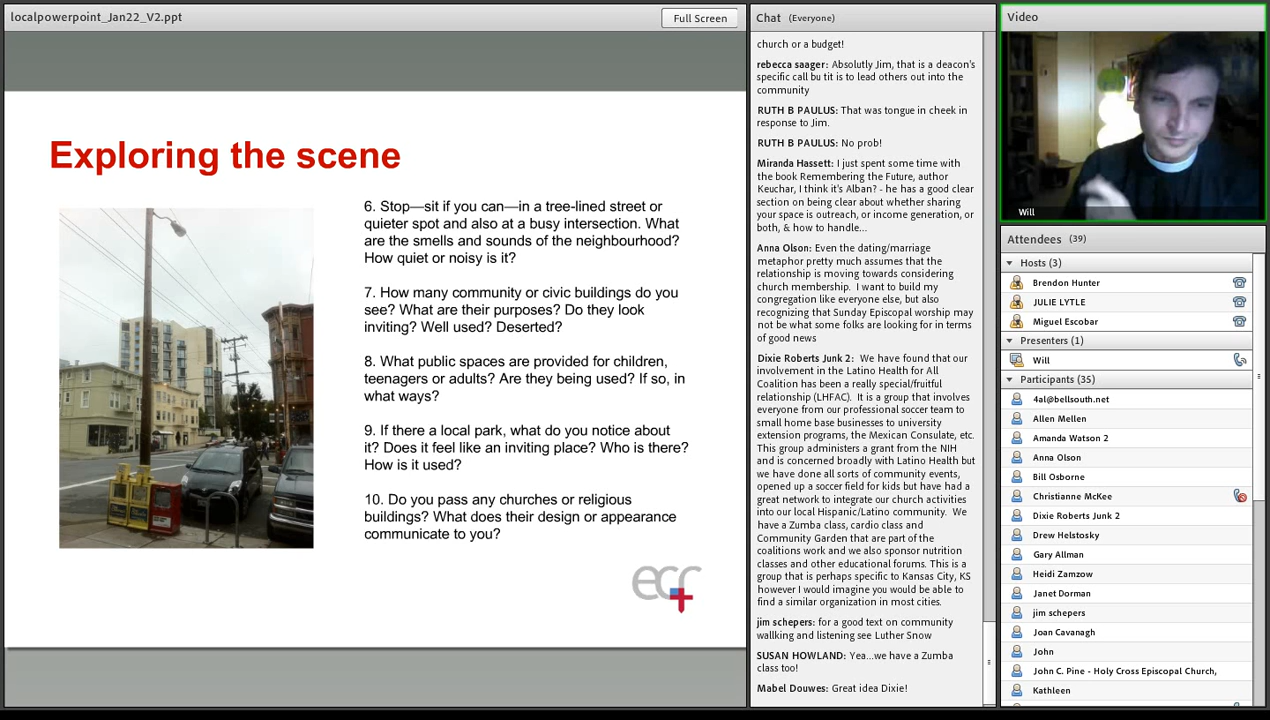 localpowerpoint_Jan22_V2.ppt
Full Screen
Exploring the scene
6. Stop—sit if you can—in a tree-lined street or
quieter spot and also at a busy intersection. What
are the smells and sounds of the neighbourhood?
How quiet or noisy is it?
7. How many community or civic buildings do you
see? What are their purposes? Do they look
inviting? Well used? Deserted?
8. What public spaces are provided for children,
teenagers or adults? Are they being used? If so, in
what ways?
9. If there a local park, what do you notice about
it? Does it feel like an inviting place? Who is there?
How is it used?
10. Do you pass any churches or religious
buildings? What does their design or appearance
communicate to you?
ecf
Chat (Everyone)
church or a budget!
rebecca saager: Absolutly Jim, that is a deacon's
specific call bu tit is to lead others out into the
community
RUTH B PAULUS: That was tongue in cheek in
response to Jim.
RUTH B PAULUS: No prob!
Miranda Hassett: I just spent some time with
the book Remembering the Future, author
Keuchar, I think it's Alban? - he has a good clear
section on being clear about whether sharing
your space is outreach, or income generation, or
both, & how to handle...
Anna Olson: Even the dating/marriage
metaphor pretty much assumes that the
relationship is moving towards considering
church membership. I want to build my
congregation like everyone else, but also
recognizing that Sunday Episcopal worship may
not be what some folks are looking for in terms
of good news
Dixie Roberts Junk 2: We have found that our
involvement in the Latino Health for All
Coalition has been a really special/fruitful
relationship (LHFAC). It is a group that involves
everyone from our professional soccer team to
small home base businesses to university
extension programs, the Mexican Consulate, etc.
This group administers a grant from the NIH
and is concerned broadly with Latino Health but
we have done all sorts of community events,
opened up a soccer field for kids but have had a
great network to integrate our church activities
into our local Hispanic/Latino community. We
have a Zumba class, cardio class and
Community Garden that are part of the
coalitions work and we also sponsor nutrition
classes and other educational forums. This is a
group that is perhaps specific to Kansas City, KS
however I would imagine you would be able to
find a similar organization in most cities.
jim schepers: for a good text on community
wallking and listening see Luther Snow
SUSAN HOWLAND: Yea...we have a Zumba
class too!
Mabel Douwes: Great idea Dixie!
Video
Will
Attendees (39)
Hosts (3)
Brendon Hunter
JULIE LYTLE
Miguel Escobar
Presenters (1)
Will
Participants (35)
4al@bellsouth.net
Allen Mellen
Amanda Watson 2
Anna Olson
Bill Osborne
Christianne McKee
Dixie Roberts Junk 2
Drew Helstosky
Gary Allman
Heidi Zamzow
Janet Dorman
jim schepers
Joan Cavanagh
John
John C. Pine - Holy Cross Episcopal Church,
Kathleen